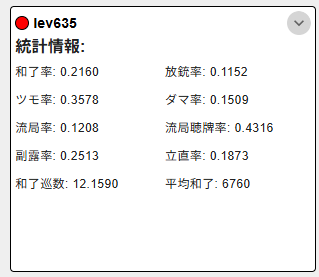 lev635
統計情報:
和了率: 0.2160 放銃率: 0.1152
ツモ率: 0.3578 ダマ率: 0.1509
流局率: 0.1208 流局聴牌率: 0.4316
副露率: 0.2513 立直率: 0.1873
和了巡数: 12.1590 平均和了: 6760